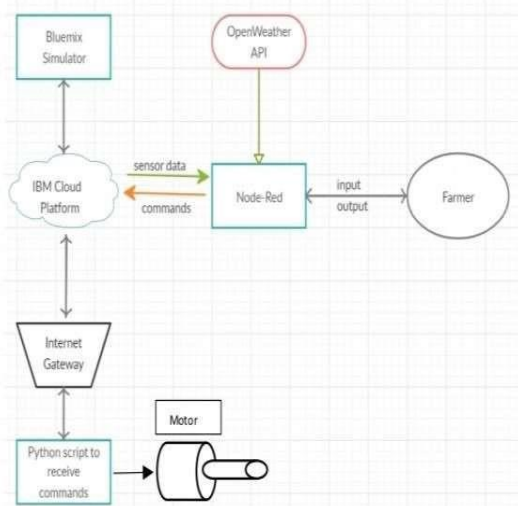 Bluemix
Simulator
OpenWeather
API
IBM Cloud
Platform
sensor data
commands
Node-Red
input
output
Farmer
Internet
Gateway
Motor
Python script to
receive
commands